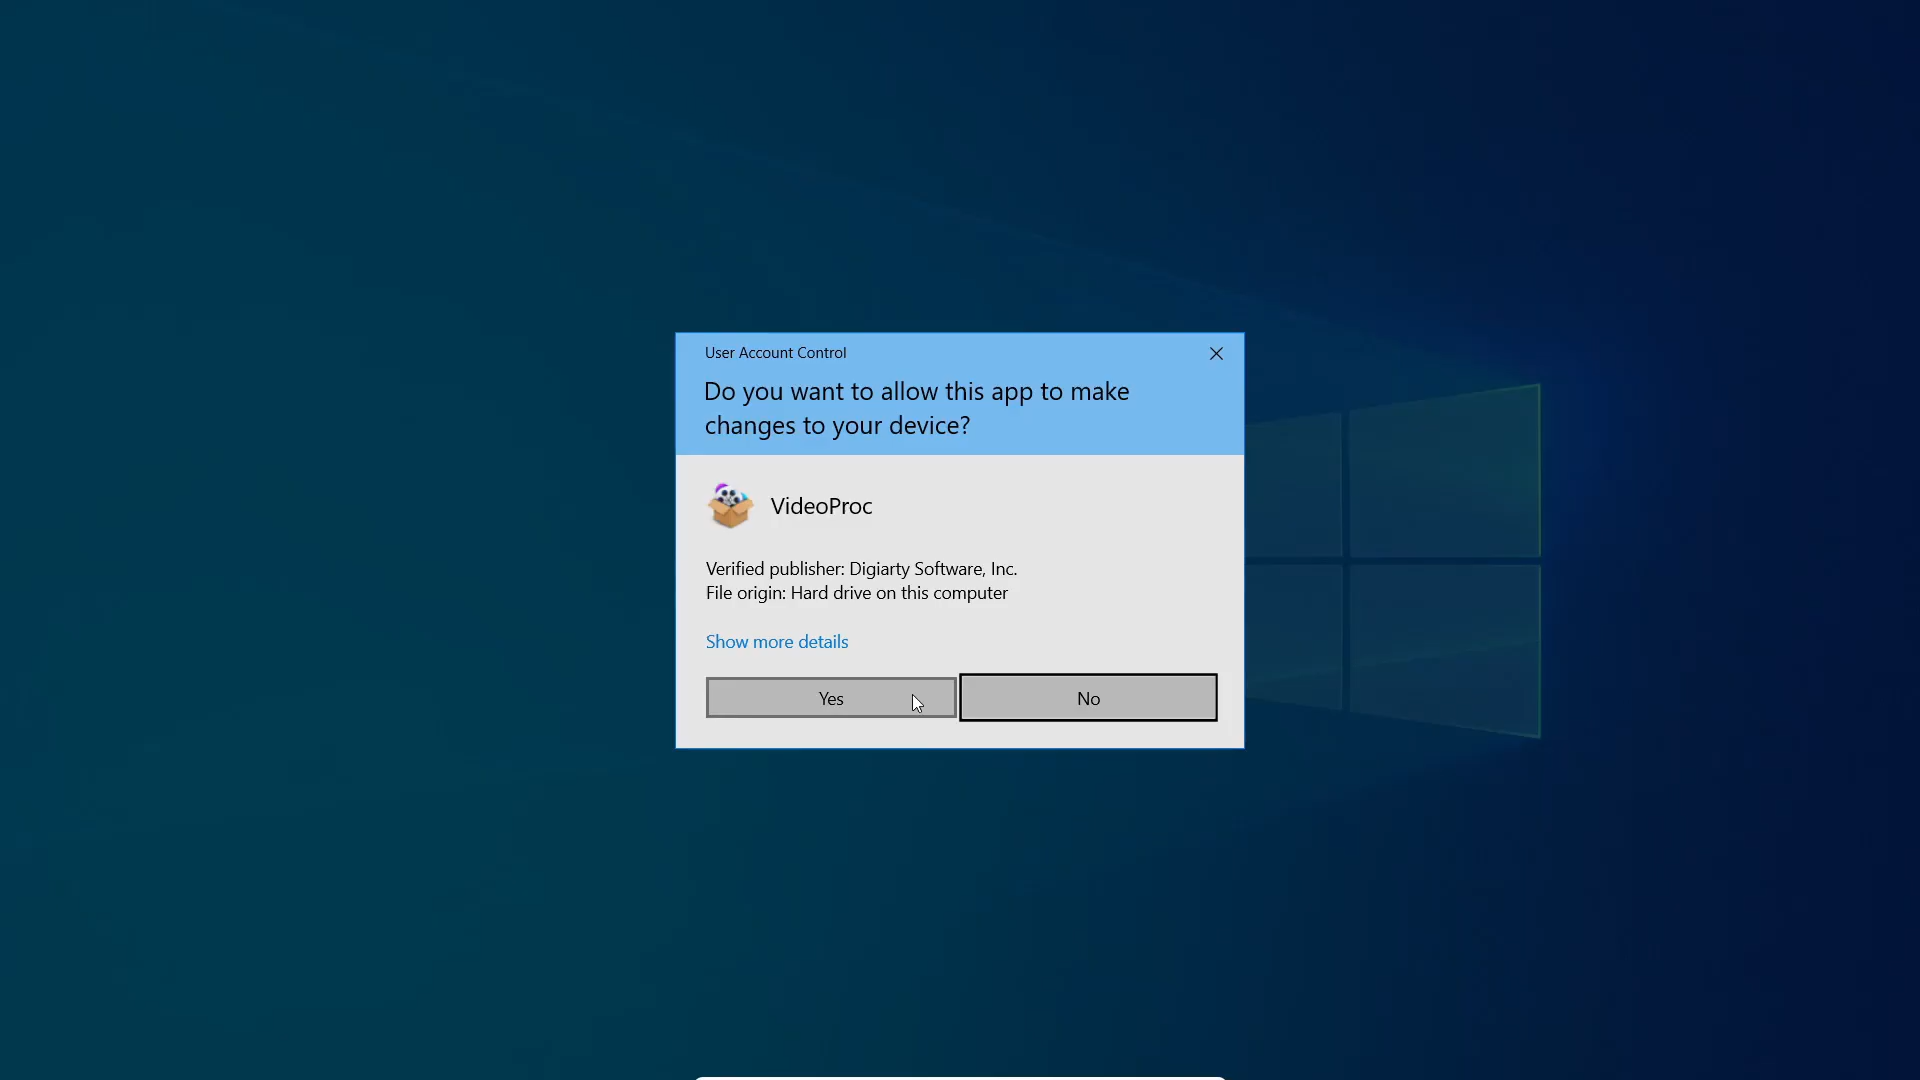 User Account Control
Do you want to allow this app to make
changes to your device?
VideoProc
Verified publisher: Digiarty Software, Inc.
File origin: Hard drive on this computer
Show more details
Yes
No